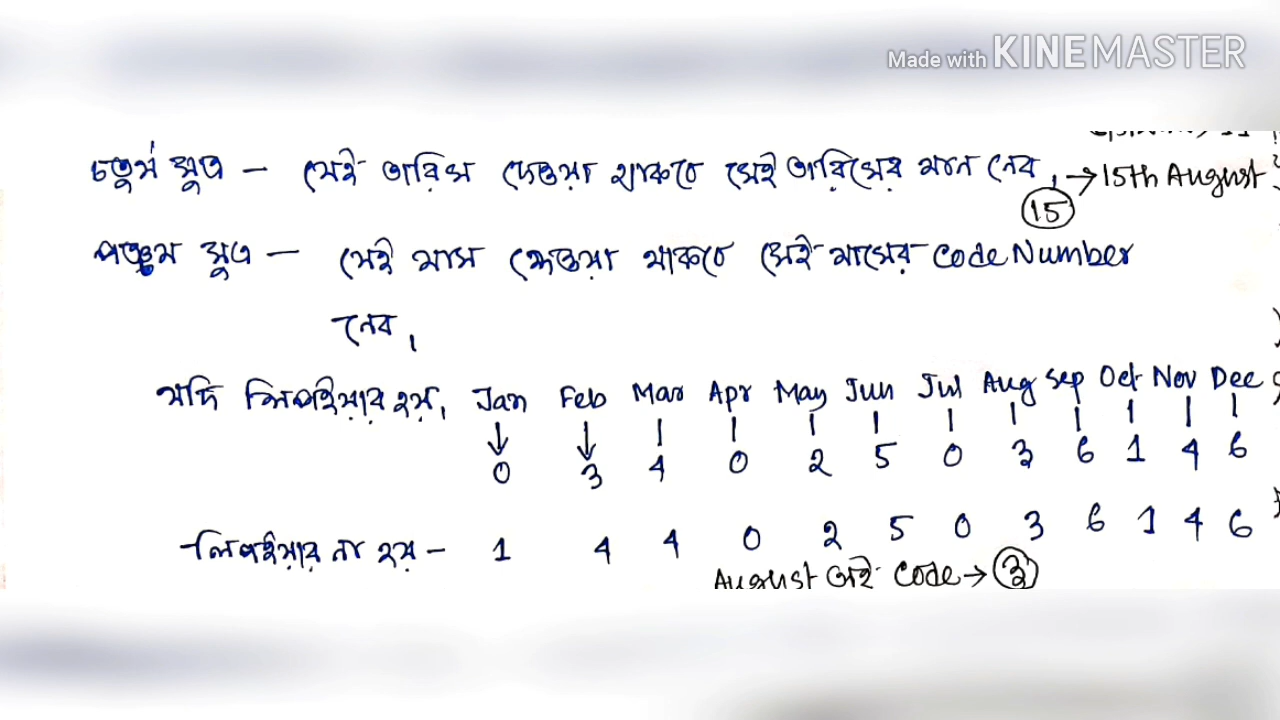 Made with KINEMASTER
চতুর্থ সূত্র – যেই তারিখ দেওয়া থাকবে সেই তারিখের মান নেব, → 15th August
15
পঞ্চম সূত্র – যেই মাস দেওয়া থাকবে সেই মাসের Code Number
নেব,
যদি লিপইয়ার হয়, Jan Feb Mar Apr May Jun Jul Aug Sep Oct Nov Dec
0 3 4 0 2 5 0 3 6 1 4 6
লিপইয়ার না হয় – 1 4 4 0 2 5 0 3 6 1 4 6
August তাই Code → 3